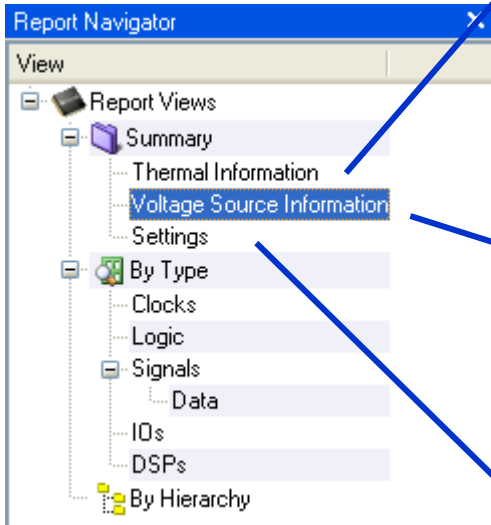 Report Navigator
View
Report Views
Summary
Thermal Information
Voltage Source Information
Settings
By Type
Clocks
Logic
Signals
Data
IOs
DSPs
By Hierarchy